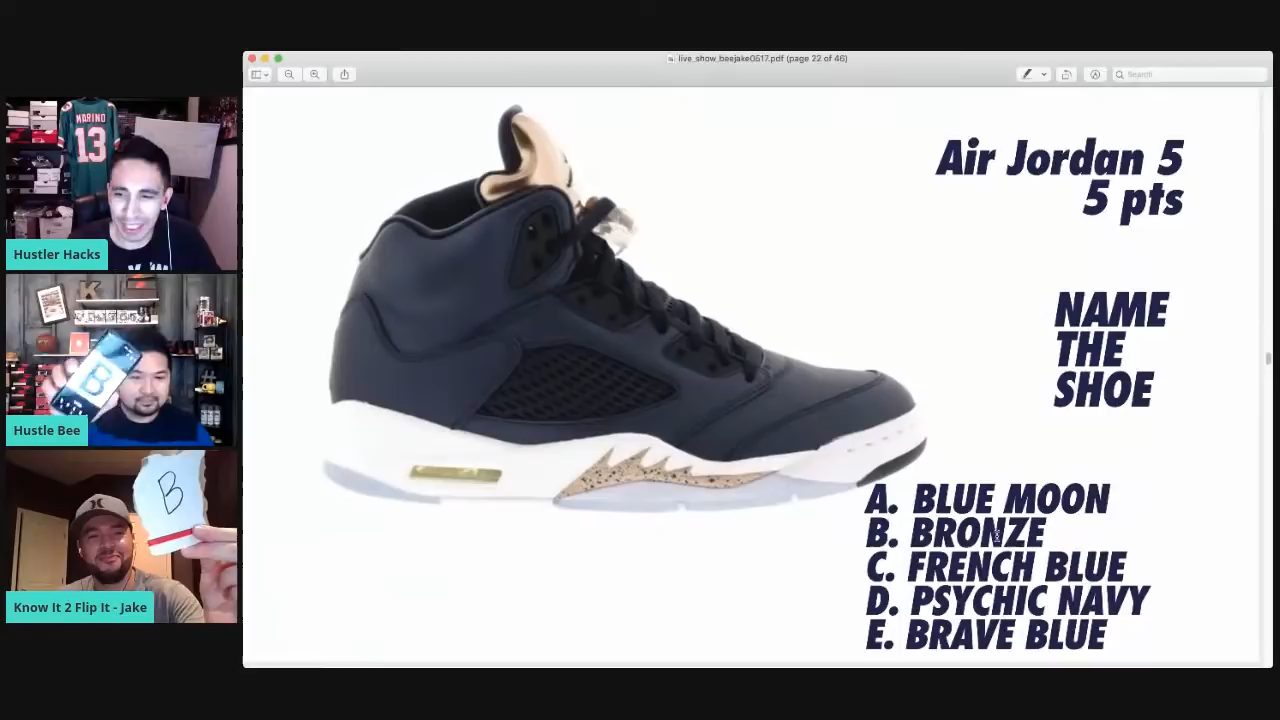 live_show_beejake0517.pdf (page 22 of 46)
Search
MARINO
13
Hustler Hacks
K
B
Hustle Bee
B
Know It 2 Flip It - Jake
Air Jordan 5
5 pts
NAME
THE
SHOE
A. BLUE MOON
B. BRONZE
C. FRENCH BLUE
D. PSYCHIC NAVY
E. BRAVE BLUE